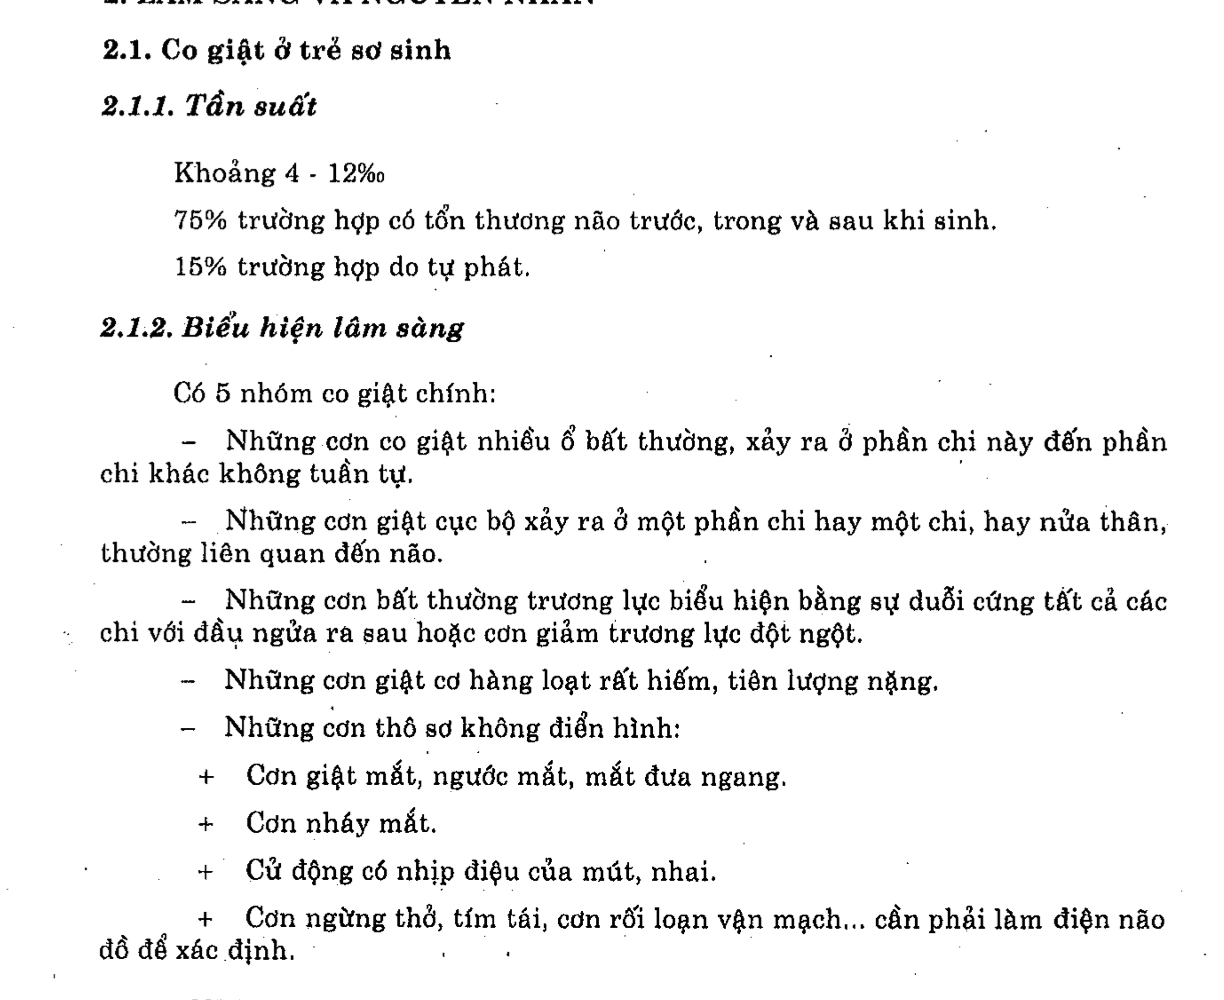 2. LÂM SÀNG VÀ NGUYÊN NHÂN
2.1. Co giật ở trẻ sơ sinh
2.1.1. Tần suất
Khoảng 4 - 12‰
75% trường hợp có tổn thương não trước, trong và sau khi sinh.
15% trường hợp do tự phát.
2.1.2. Biểu hiện lâm sàng
Có 5 nhóm co giật chính:
– Những cơn co giật nhiều ổ bất thường, xảy ra ở phần chi này đến phần
chi khác không tuần tự.
– Những cơn giật cục bộ xảy ra ở một phần chi hay một chi, hay nửa thân,
thường liên quan đến não.
– Những cơn bất thường trương lực biểu hiện bằng sự duỗi cứng tất cả các
chi với đầu ngửa ra sau hoặc cơn giảm trương lực đột ngột.
– Những cơn giật cơ hàng loạt rất hiếm, tiên lượng nặng.
– Những cơn thô sơ không điển hình:
+ Cơn giật mắt, ngước mắt, mắt đưa ngang.
+ Cơn nháy mắt.
+ Cử động có nhịp điệu của mút, nhai.
+ Cơn ngừng thở, tím tái, cơn rối loạn vận mạch... cần phải làm điện não
đồ để xác định.